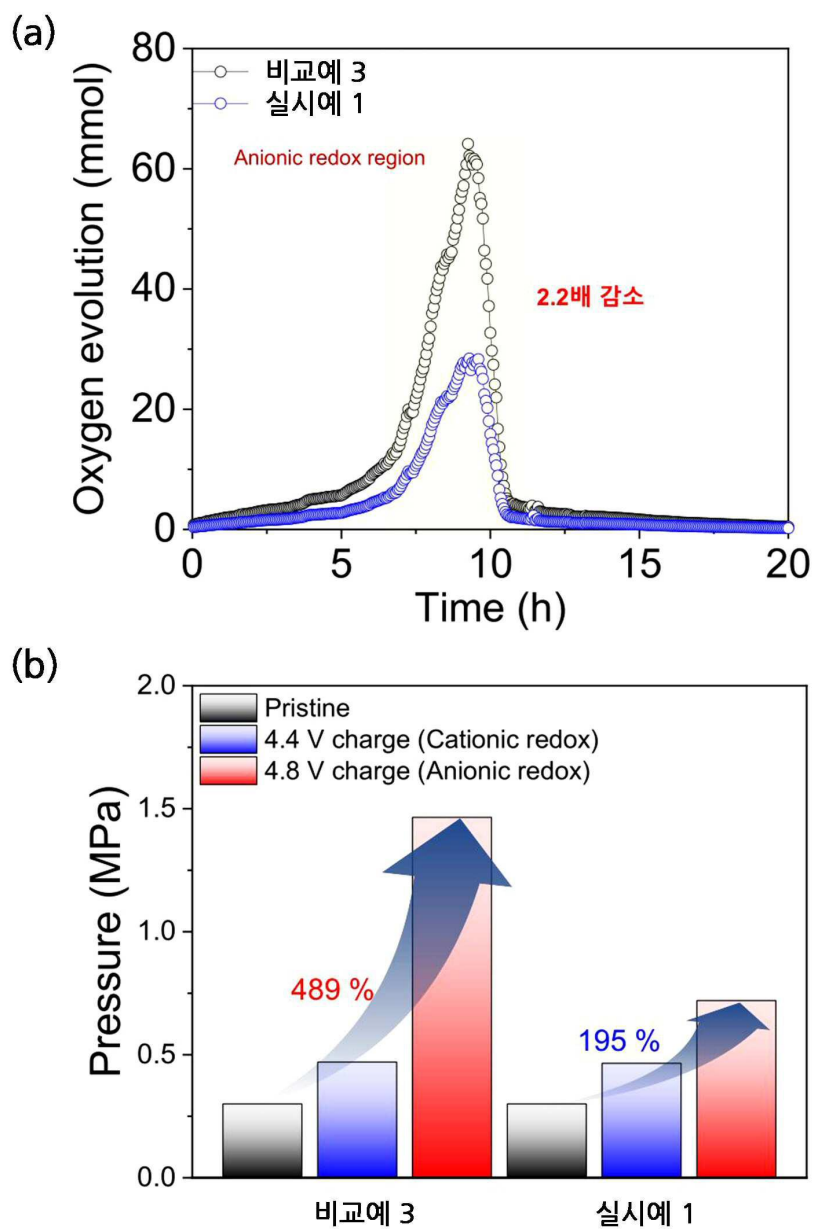 (a)
80
비교예 3
실시예 1
Anionic redox region
60
2.2배 감소
40
20
0
Oxygen evolution (mmol)
0 5 10 15 20
Time (h)
(b)
2.0
Pristine
4.4 V charge (Cationic redox)
4.8 V charge (Anionic redox)
1.5
1.0
489 %
195 %
0.5
0.0
Pressure (MPa)
비교예 3 실시예 1